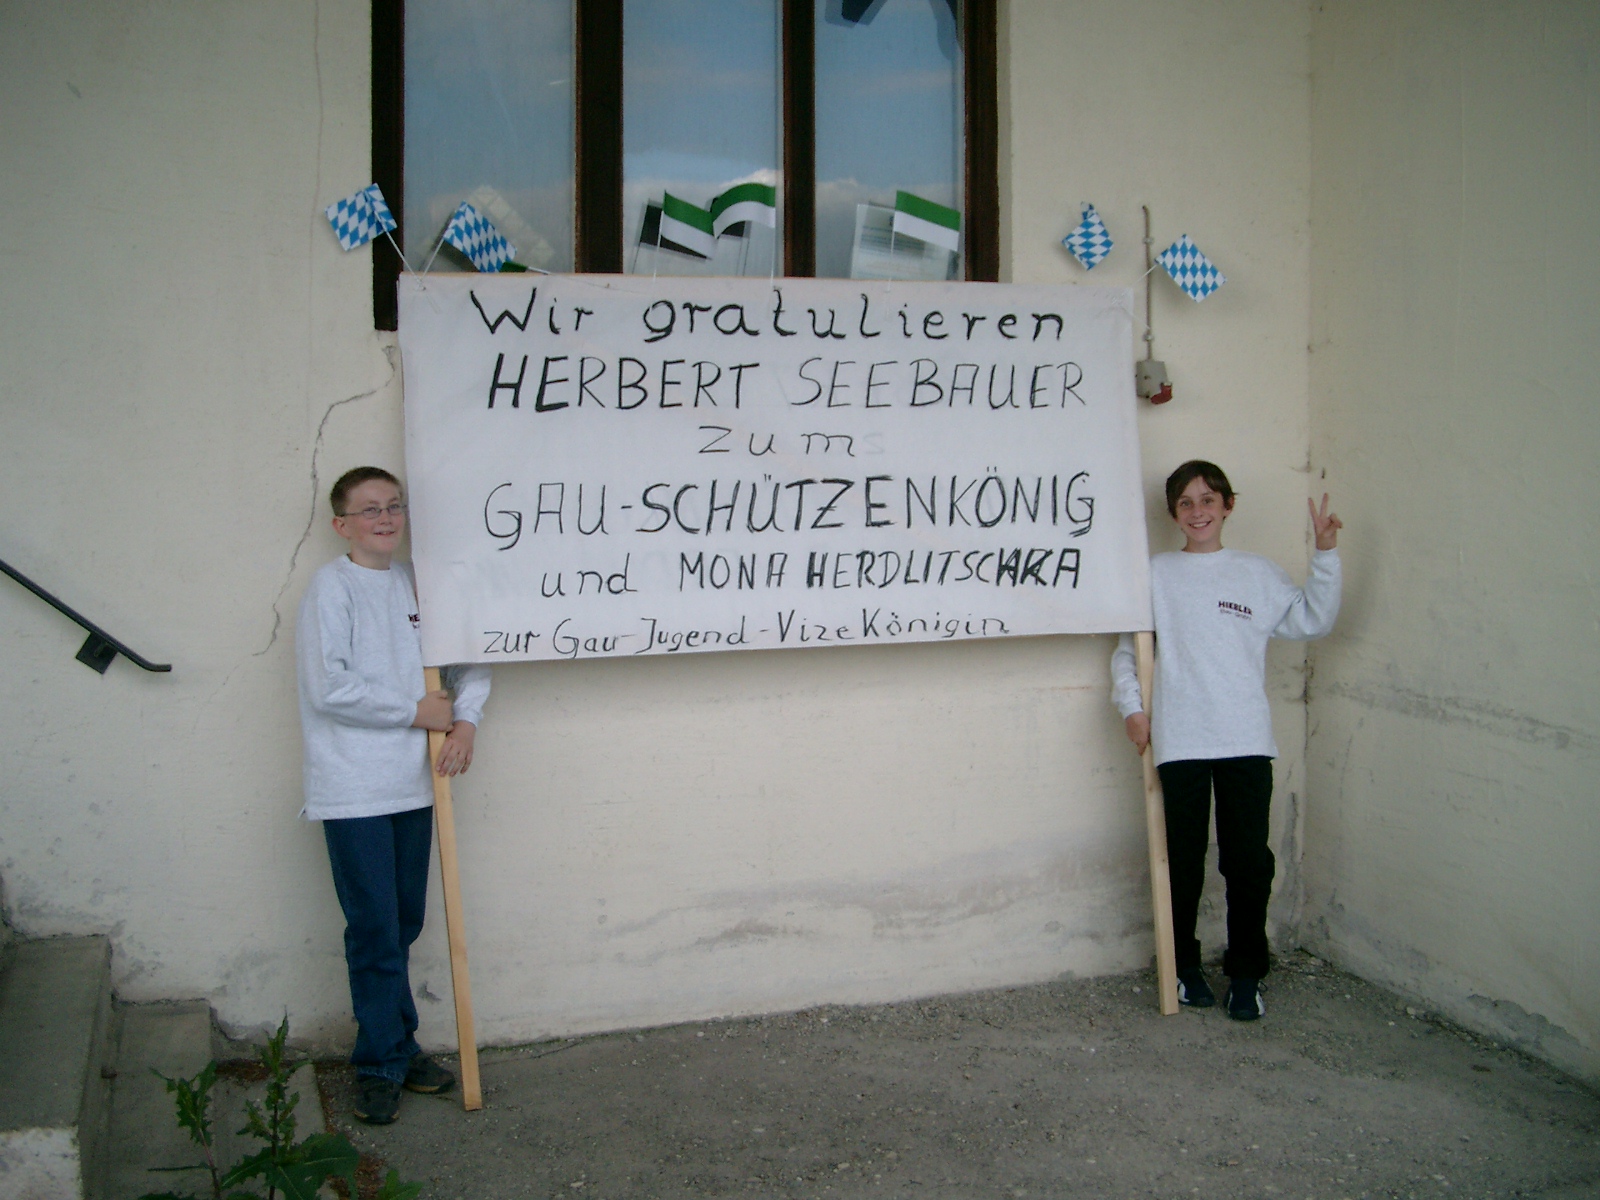 Wir gratulieren
HERBERT SEEBAUER
zum
GAU-SCHÜTZENKÖNIG
und MONA HERDLITSCHKA
zur Gau-Jugend-VizeKönigin
HIEBLER